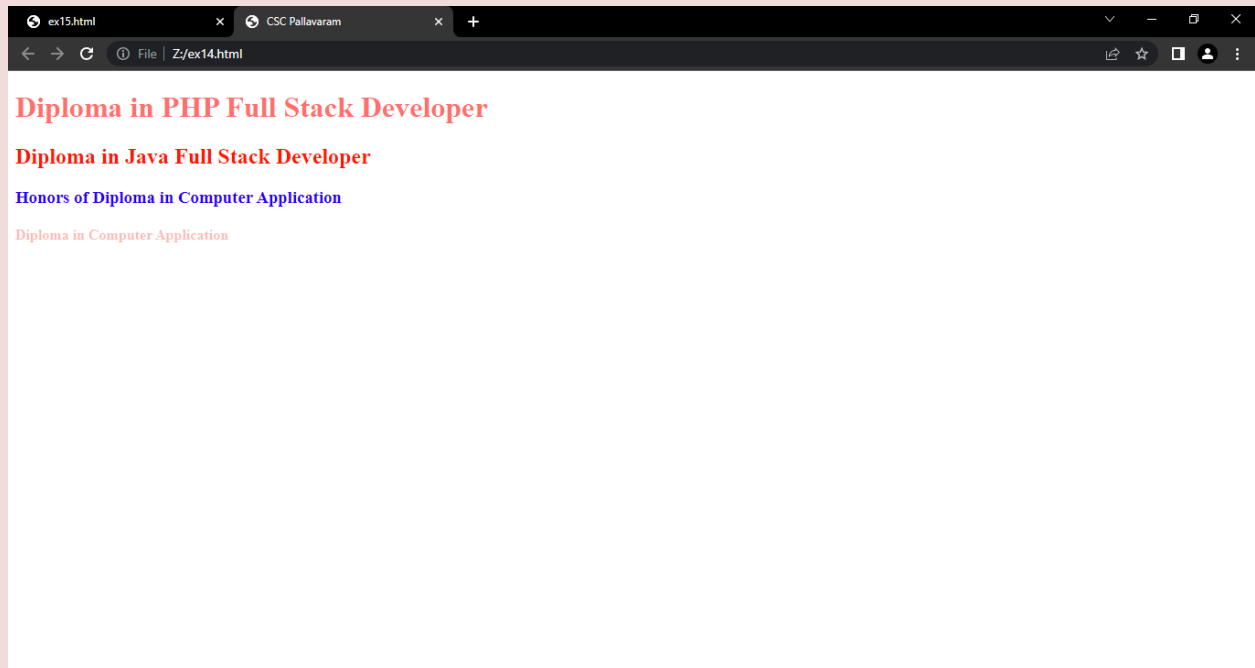 ex15.html
CSC Pallavaram
File Z:/ex14.html
Diploma in PHP Full Stack Developer
Diploma in Java Full Stack Developer
Honors of Diploma in Computer Application
Diploma in Computer Application